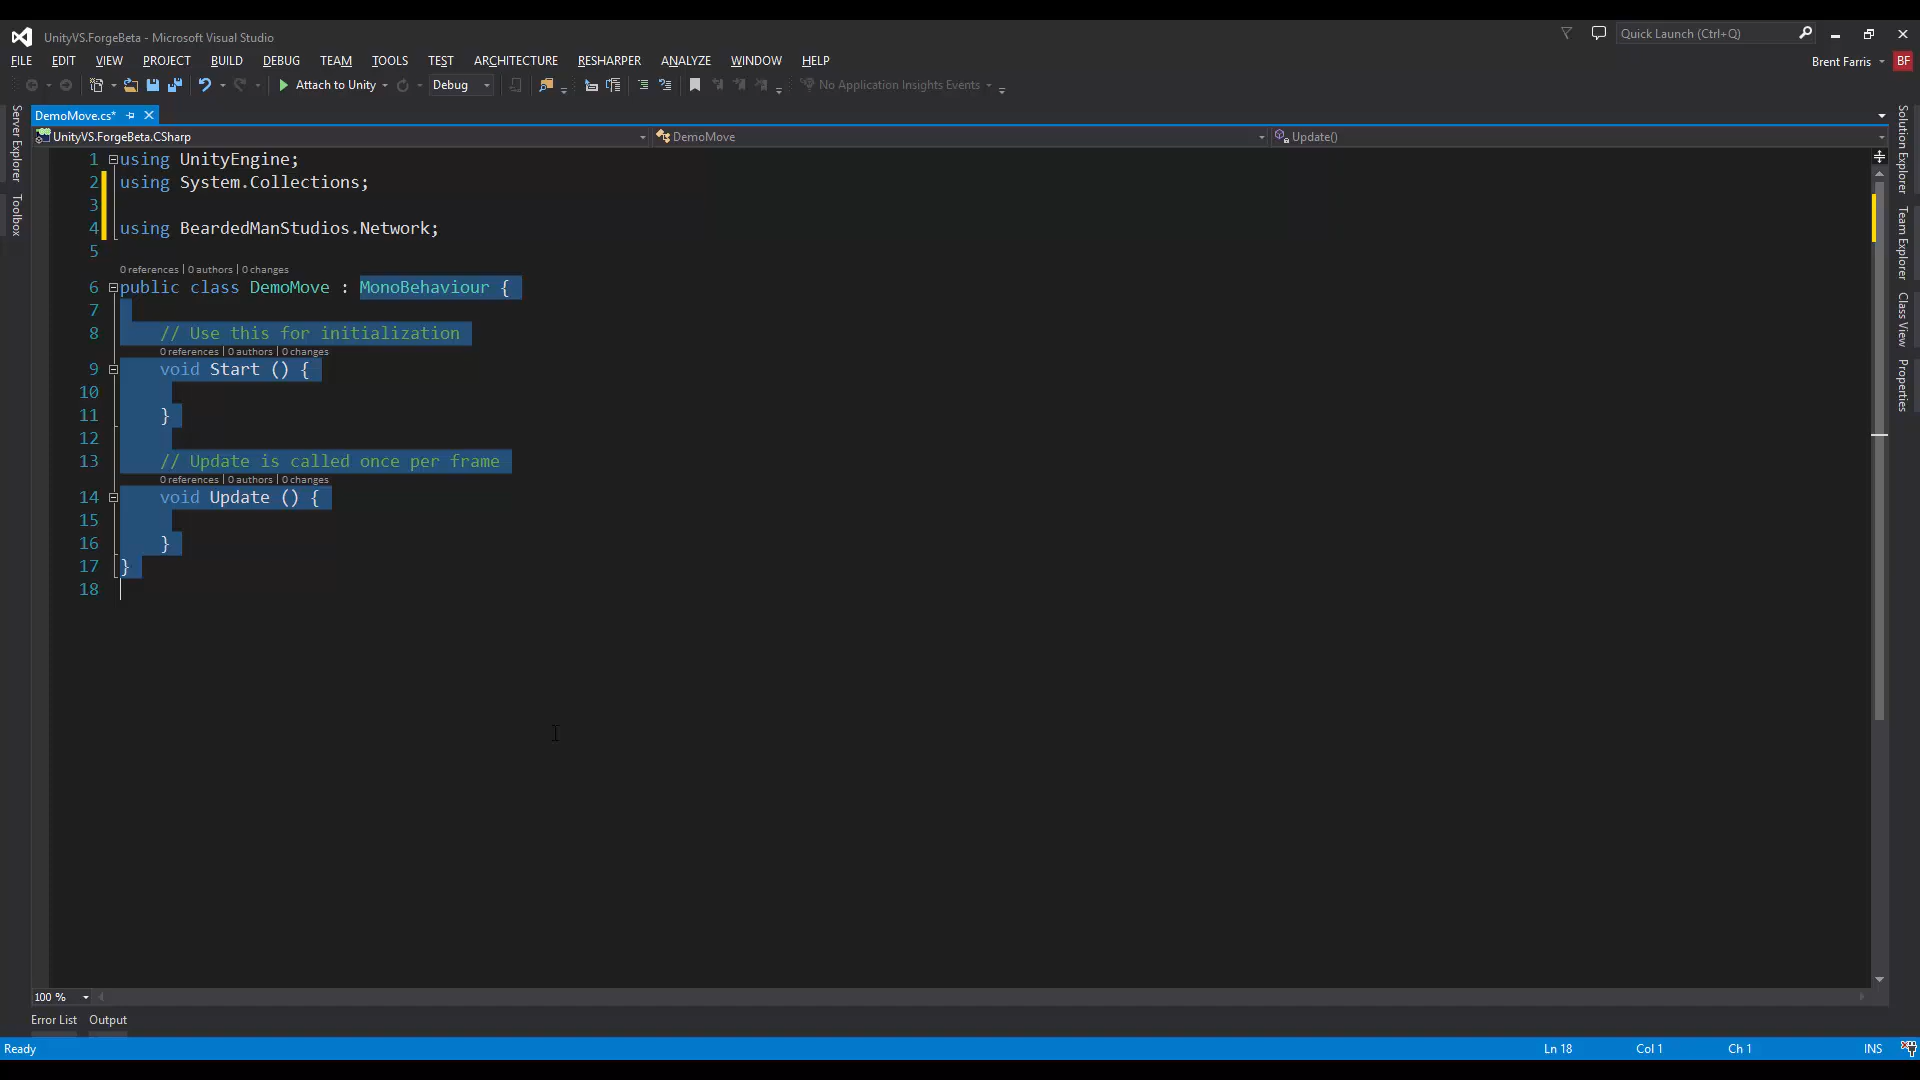 UnityVS.ForgeBeta - Microsoft Visual Studio
Quick Launch (Ctrl+Q)
FILE EDIT VIEW PROJECT BUILD DEBUG TEAM TOOLS TEST ARCHITECTURE RESHARPER ANALYZE WINDOW HELP
Brent Farris BF
Attach to Unity Debug No Application Insights Events
Server Explorer
Toolbox
DemoMove.cs*
UnityVS.ForgeBeta.CSharp DemoMove Update()
1 using UnityEngine;
2 using System.Collections;
3
4 using BeardedManStudios.Network;
5
0 references | 0 authors | 0 changes
6 public class DemoMove : MonoBehaviour {
7
8 // Use this for initialization
0 references | 0 authors | 0 changes
9 void Start () {
10
11 }
12
13 // Update is called once per frame
0 references | 0 authors | 0 changes
14 void Update () {
15
16 }
17 }
18
Solution Explorer
Team Explorer
Class View
Properties
100 %
Error List Output
Ready Ln 18 Col 1 Ch 1 INS